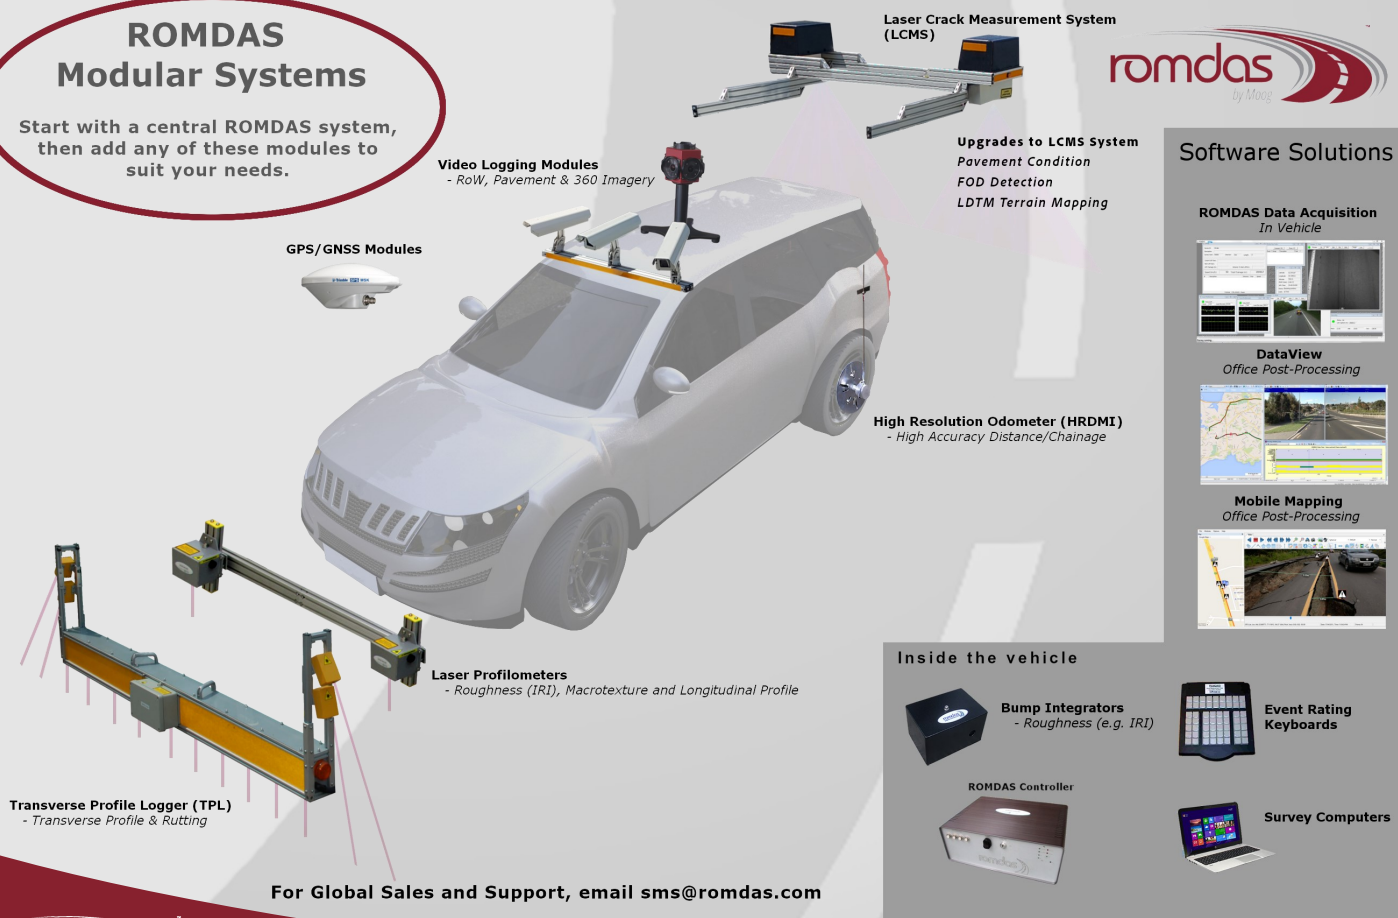 ROMDAS
Modular Systems
Start with a central ROMDAS system,
then add any of these modules to
suit your needs.
Laser Crack Measurement System
(LCMS)
romdas
by Moog
Upgrades to LCMS System
Pavement Condition
FOD Detection
LDTM Terrain Mapping
Video Logging Modules
- RoW, Pavement & 360 Imagery
GPS/GNSS Modules
High Resolution Odometer (HRDMI)
- High Accuracy Distance/Chainage
Software Solutions
ROMDAS Data Acquisition
In Vehicle
DataView
Office Post-Processing
Mobile Mapping
Office Post-Processing
Laser Profilometers
- Roughness (IRI), Macrotexture and Longitudinal Profile
Transverse Profile Logger (TPL)
- Transverse Profile & Rutting
Inside the vehicle
Bump Integrators
- Roughness (e.g. IRI)
Event Rating
Keyboards
ROMDAS Controller
romdas
Survey Computers
For Global Sales and Support, email sms@romdas.com